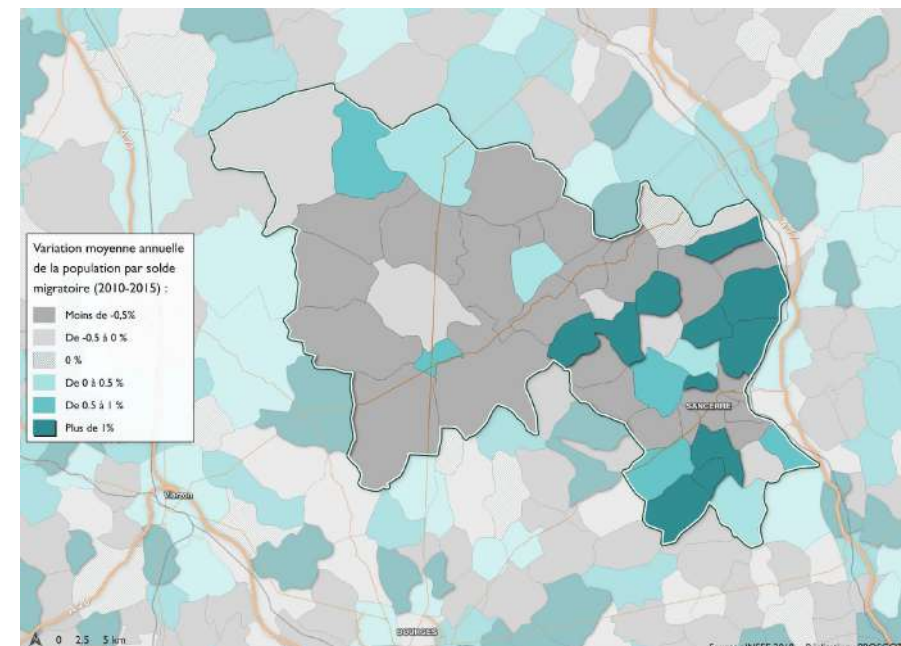 Variation moyenne annuelle
de la population par solde
migratoire (2010-2015) :
Moins de -0,5%
De -0.5 à 0 %
0 %
De 0 à 0.5 %
De 0.5 à 1 %
Plus de 1%
SANCERRE
Vierzon
BOURGES
0 2.5 5 km